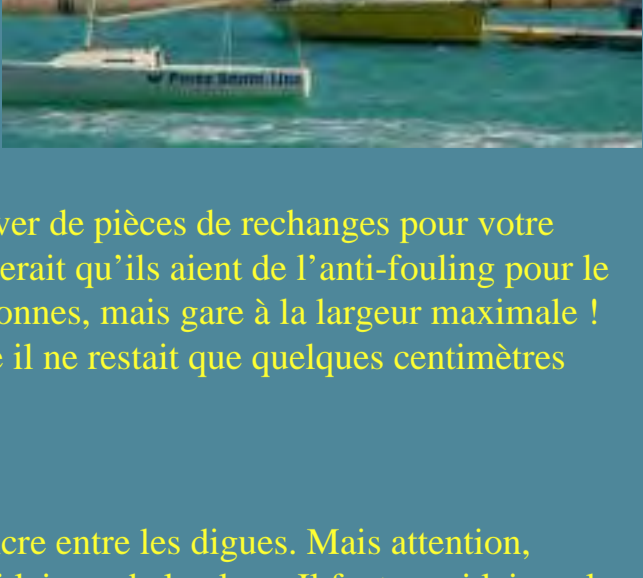 ver de pièces de rechanges pour votre
erait qu'ils aient de l'anti-fouling pour le
onnes, mais gare à la largeur maximale !
e il ne restait que quelques centimètres
cre entre les digues. Mais attention,